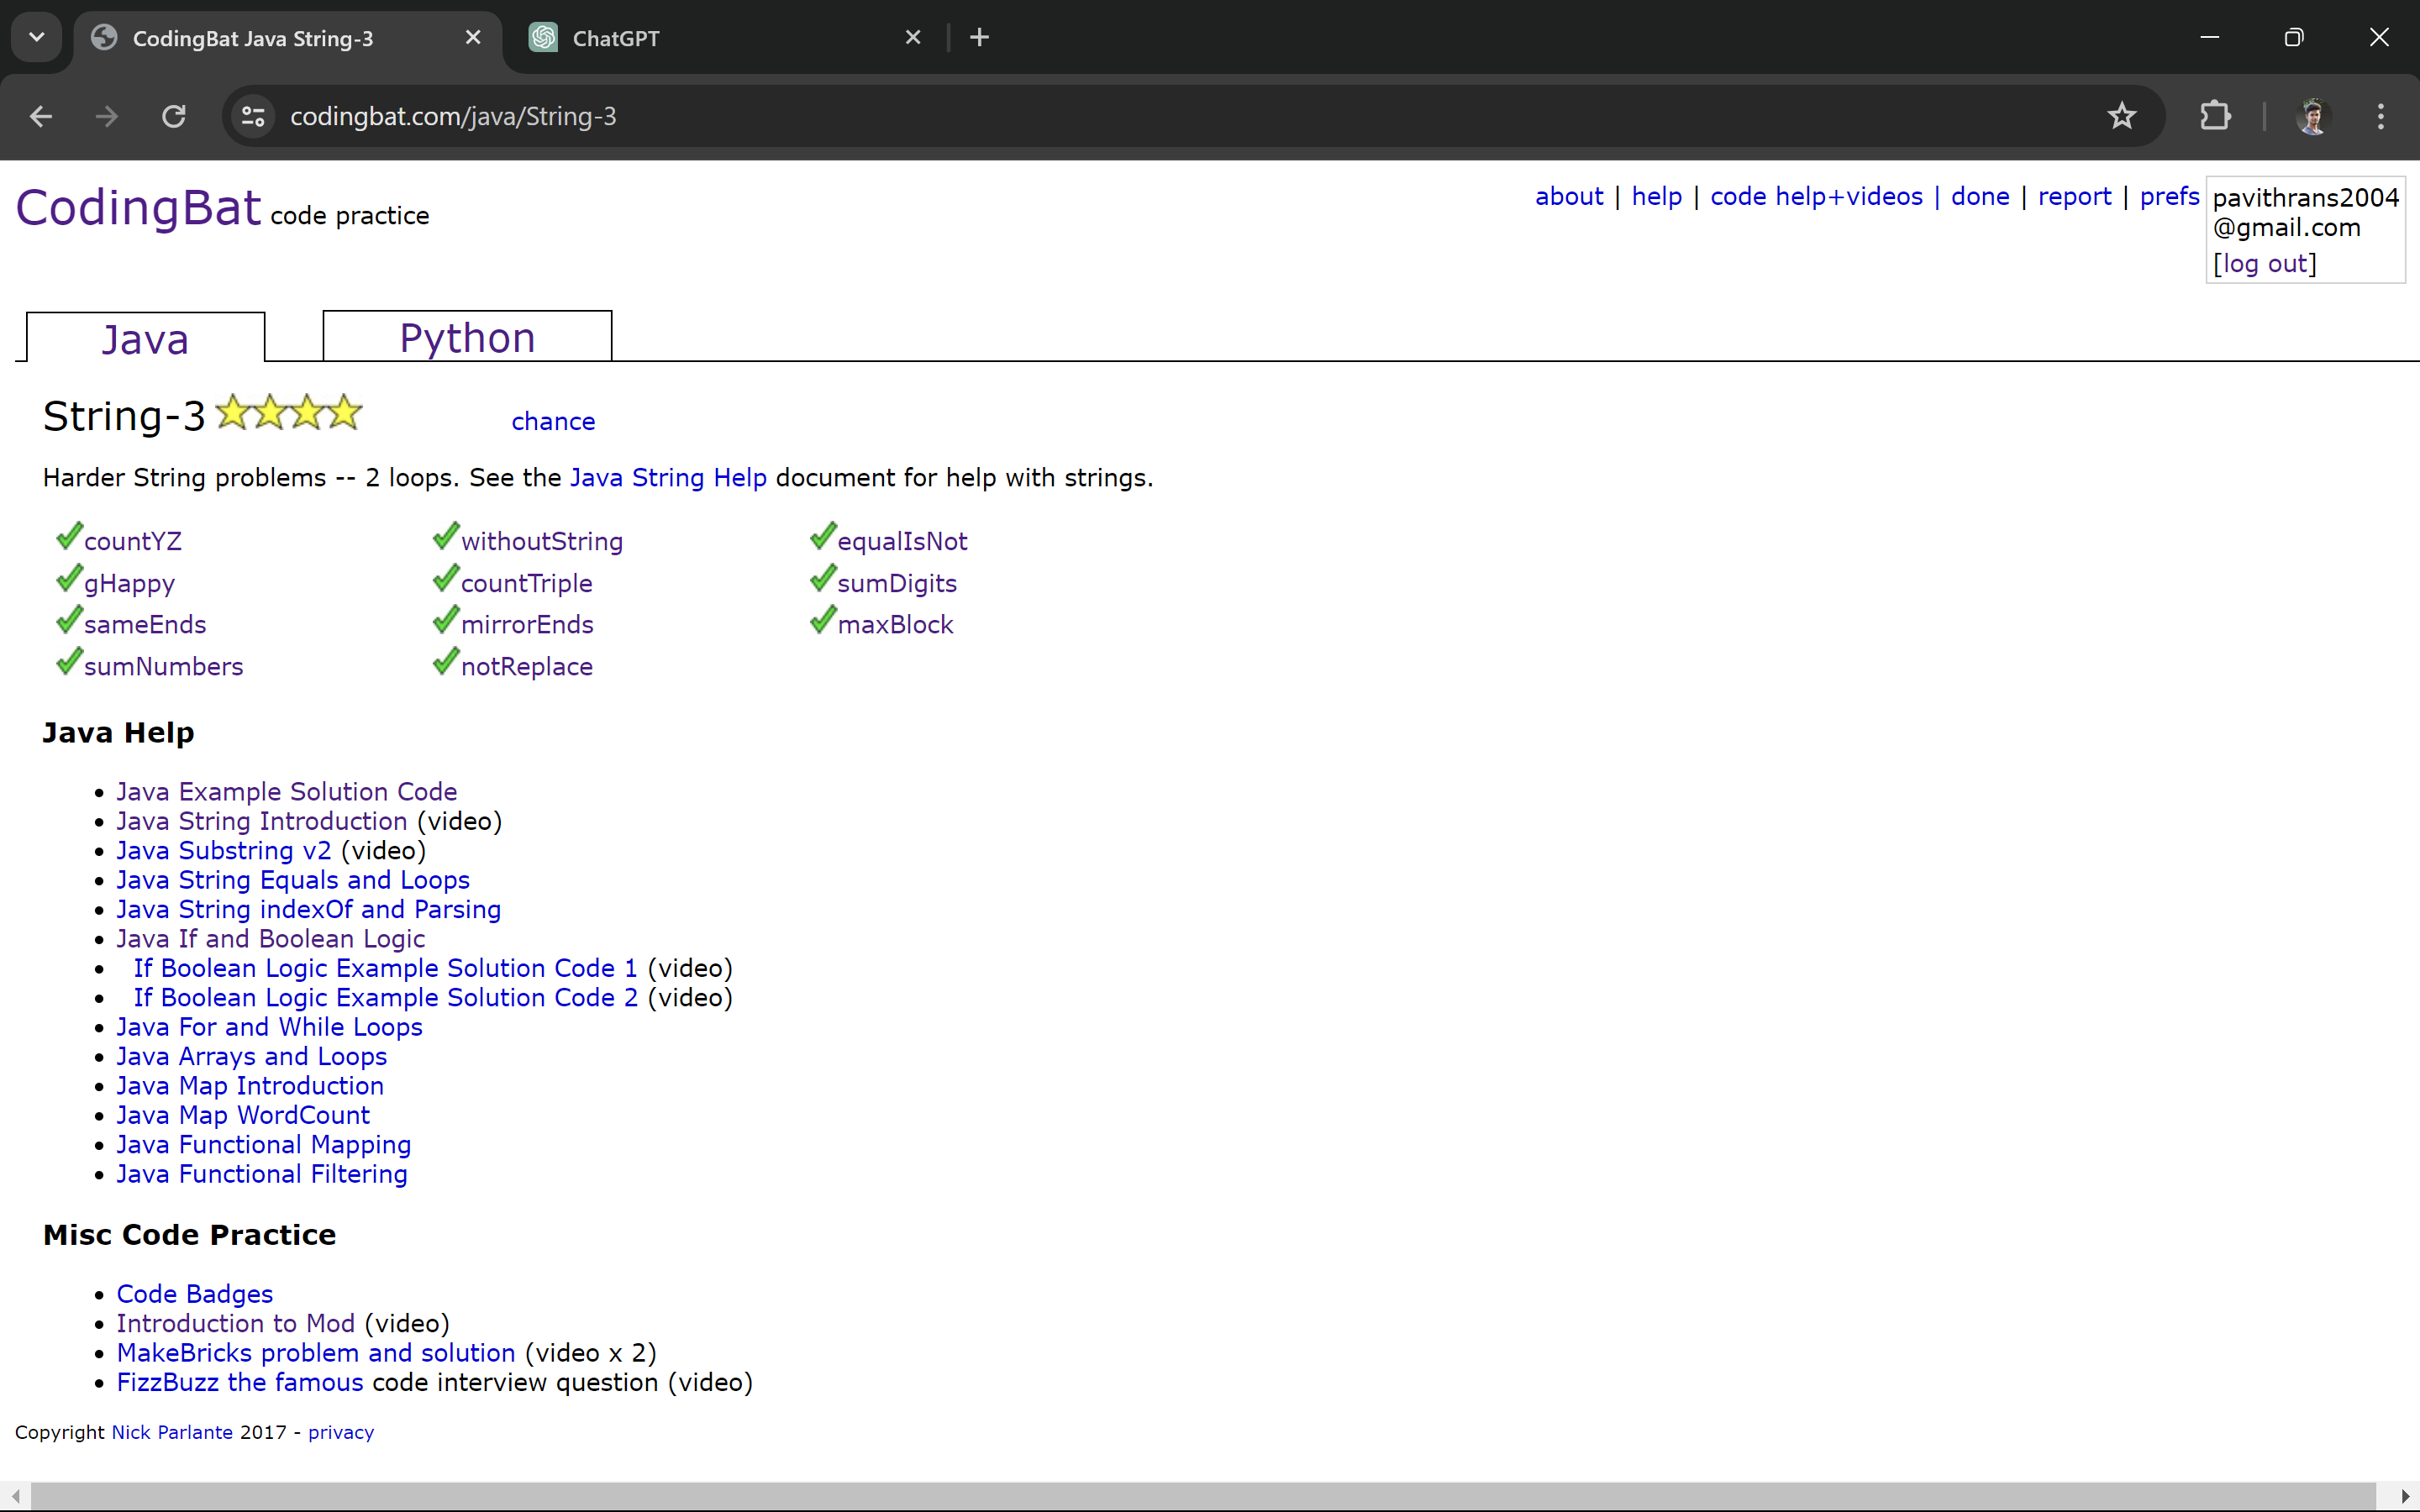 CodingBat Java String-3
ChatGPT
codingbat.com/java/String-3
CodingBat code practice
about | help | code help+videos | done | report | prefs
pavithrans2004
@gmail.com
[log out]
Java
Python
String-3
chance
Harder String problems -- 2 loops. See the Java String Help document for help with strings.
countYZ withoutString equalIsNot
gHappy countTriple sumDigits
sameEnds mirrorEnds maxBlock
sumNumbers notReplace
Java Help
Java Example Solution Code
Java String Introduction (video)
Java Substring v2 (video)
Java String Equals and Loops
Java String indexOf and Parsing
Java If and Boolean Logic
If Boolean Logic Example Solution Code 1 (video)
If Boolean Logic Example Solution Code 2 (video)
Java For and While Loops
Java Arrays and Loops
Java Map Introduction
Java Map WordCount
Java Functional Mapping
Java Functional Filtering
Misc Code Practice
Code Badges
Introduction to Mod (video)
MakeBricks problem and solution (video x 2)
FizzBuzz the famous code interview question (video)
Copyright Nick Parlante 2017 - privacy